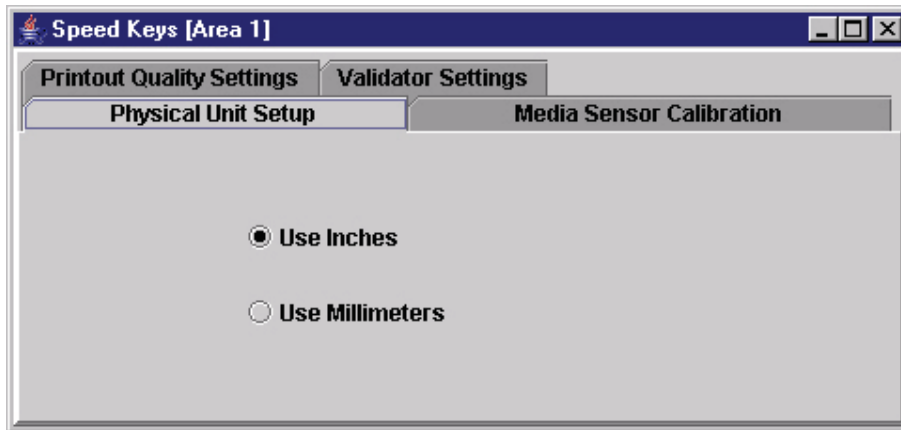 Speed Keys [Area 1]
Printout Quality Settings Validator Settings
Physical Unit Setup Media Sensor Calibration
Use Inches
Use Millimeters